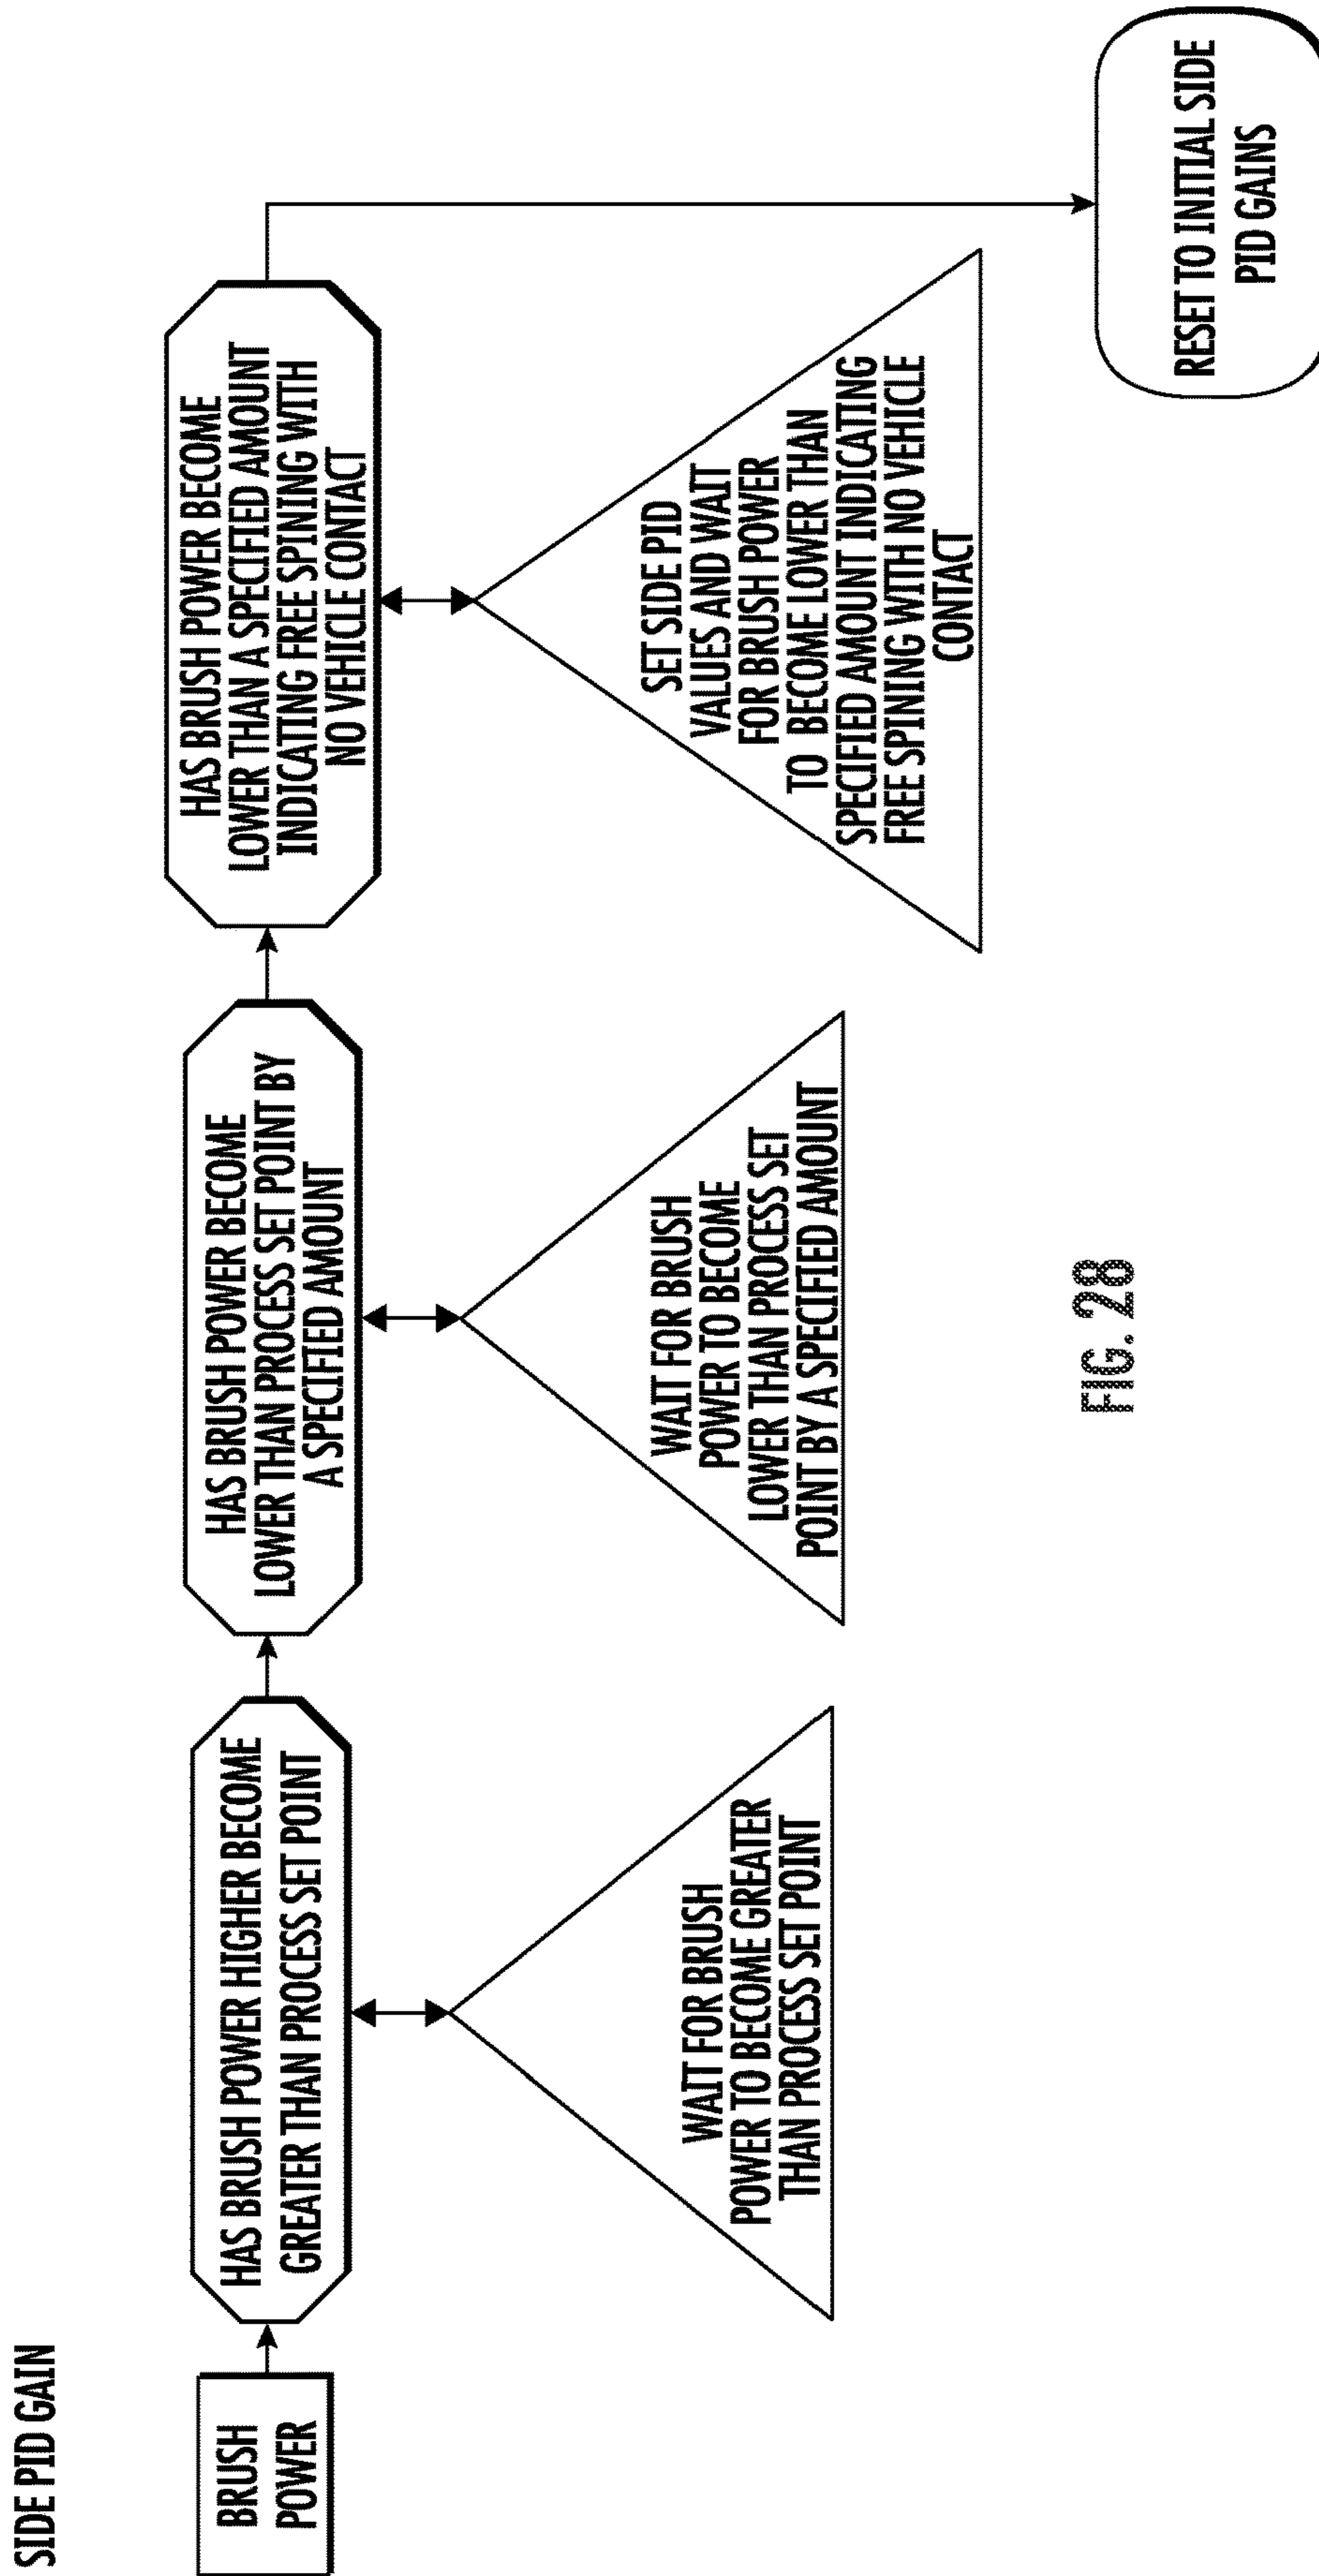 SIDE PID GAIN
BRUSH
POWER
HAS BRUSH POWER HIGHER BECOME
GREATER THAN PROCESS SET POINT
WAIT FOR BRUSH
POWER TO BECOME GREATER
THAN PROCESS SET POINT
HAS BRUSH POWER BECOME
LOWER THAN PROCESS SET POINT BY
A SPECIFIED AMOUNT
WAIT FOR BRUSH
POWER TO BECOME
LOWER THAN PROCESS SET
POINT BY A SPECIFIED AMOUNT
HAS BRUSH POWER BECOME
LOWER THAN A SPECIFIED AMOUNT
INDICATING FREE SPINING WITH
NO VEHICLE CONTACT
SET SIDE PID
VALUES AND WAIT
FOR BRUSH POWER
TO BECOME LOWER THAN
SPECIFIED AMOUNT INDICATING
FREE SPINING WITH NO VEHICLE
CONTACT
RESET TO INITIAL SIDE
PID GAINS
FIG. 28